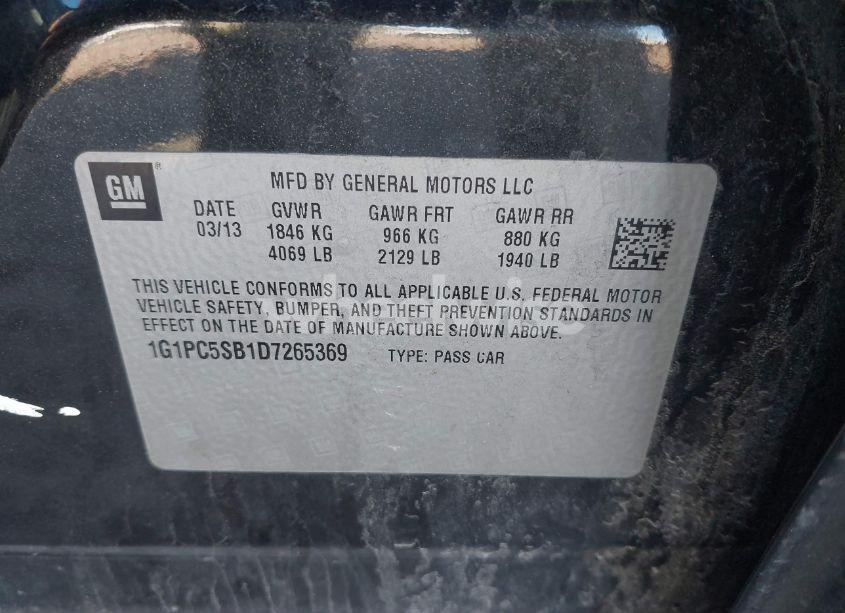 GM
MFD BY GENERAL MOTORS LLC
DATE GVWR GAWR FRT GAWR RR
03/13 1846 KG 966 KG 880 KG
4069 LB 2129 LB 1940 LB
THIS VEHICLE CONFORMS TO ALL APPLICABLE U.S. FEDERAL MOTOR
VEHICLE SAFETY, BUMPER, AND THEFT PREVENTION STANDARDS IN
EFFECT ON THE DATE OF MANUFACTURE SHOWN ABOVE.
1G1PC5SB1D7265369 TYPE: PASS CAR